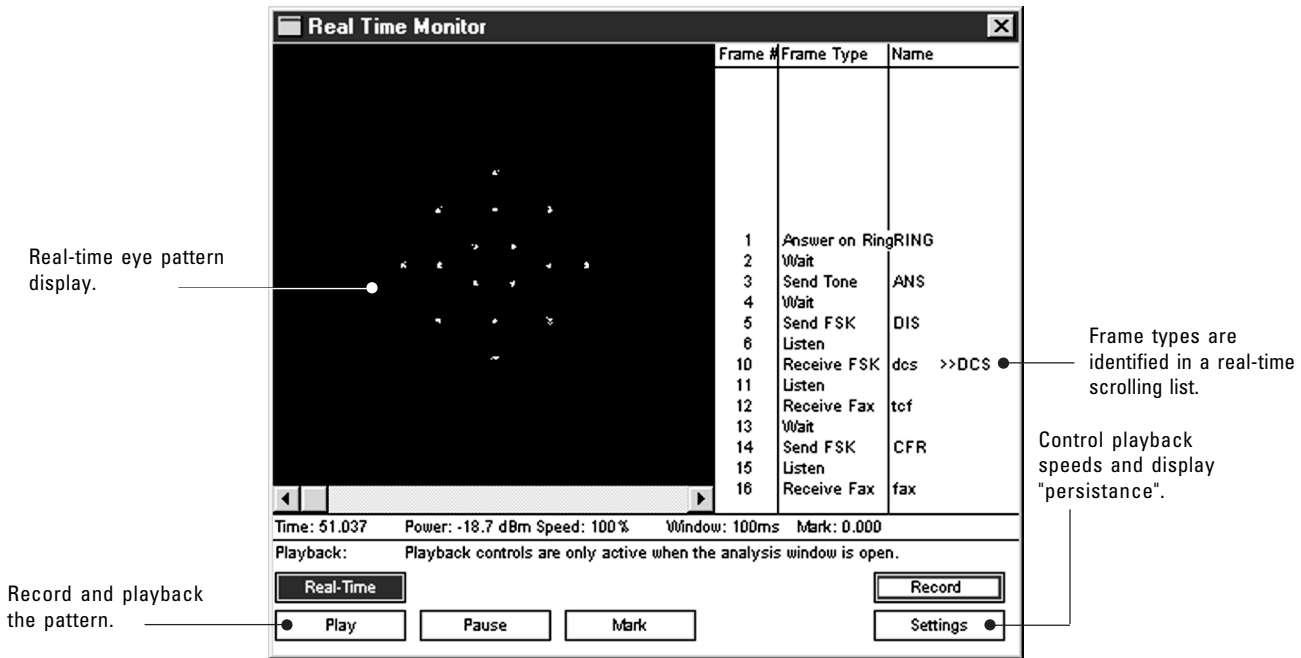 Real Time Monitor
Frame # Frame Type Name
1 Answer on Ring RING
2 Wait
3 Send Tone ANS
4 Wait
5 Send FSK DIS
6 Listen
10 Receive FSK dcs >>DCS
11 Listen
12 Receive Fax tcf
13 Wait
14 Send FSK CFR
15 Listen
16 Receive Fax fax
Time: 51.037 Power: -18.7 dBm Speed: 100% Window: 100ms Mark: 0.000
Playback: Playback controls are only active when the analysis window is open.
Real-Time Record
Play Pause Mark Settings
Real-time eye pattern
display.
Record and playback
the pattern.
Frame types are
identified in a real-time
scrolling list.
Control playback
speeds and display
"persistance".